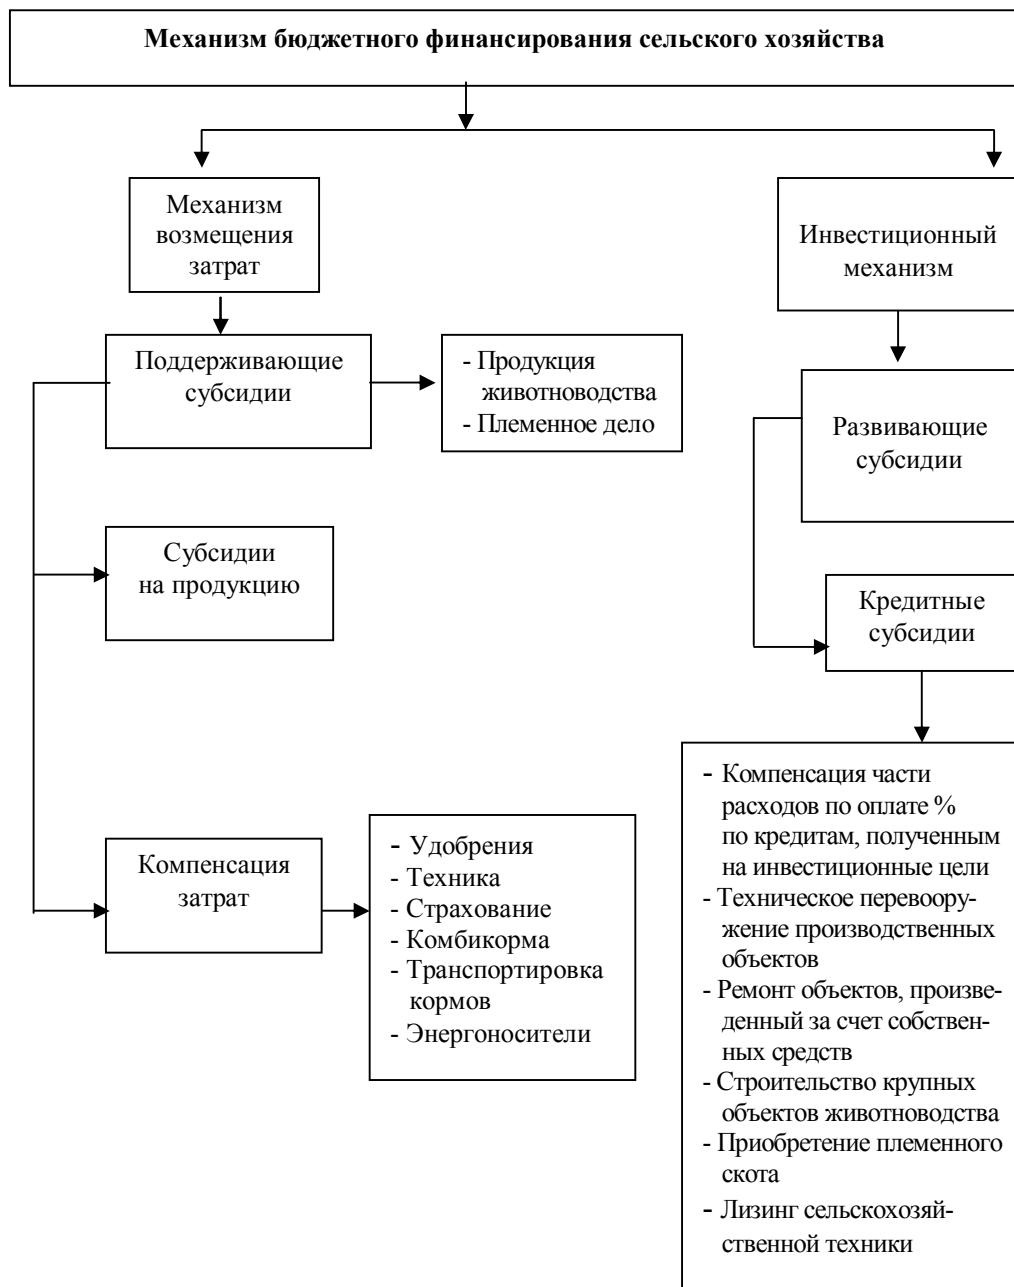 Механизм бюджетного финансирования сельского хозяйства
Механизм
возмещения
затрат
Инвестиционный
механизм
Поддерживающие
субсидии
- Продукция
животноводства
- Племенное дело
Развивающие
субсидии
Субсидии
на продукцию
Кредитные
субсидии
Компенсация
затрат
- Удобрения
- Техника
- Страхование
- Комбикорма
- Транспортировка
кормов
- Энергоносители
- Компенсация части
расходов по оплате %
по кредитам, полученным
на инвестиционные цели
- Техническое перевоору-
жение производственных
объектов
- Ремонт объектов, произве-
денный за счет собствен-
ных средств
- Строительство крупных
объектов животноводства
- Приобретение племенного
скота
- Лизинг сельскохозяй-
ственной техники